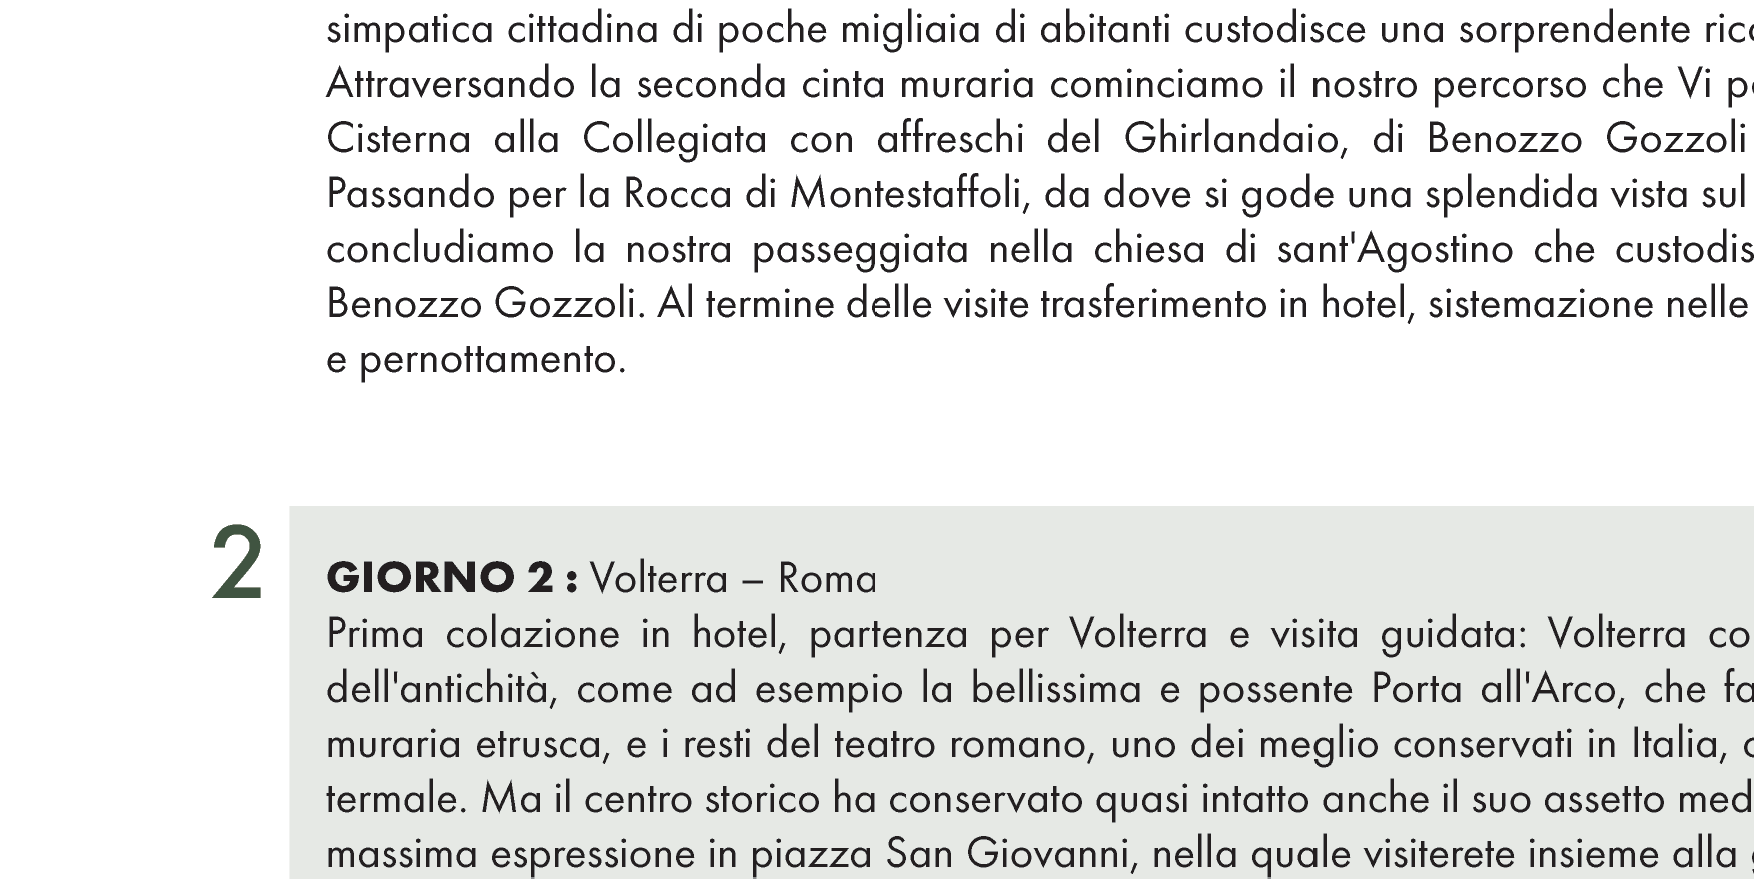 simpatica cittadina di poche migliaia di abitanti custodisce una sorprendente
Attraversando la seconda cinta muraria cominciamo il nostro percorso che Vi
Cisterna alla Collegiata con affreschi del Ghirlandaio, di Benozzo Gozzoli
Passando per la Rocca di Montestaffoli, da dove si gode una splendida vista sul
concludiamo la nostra passeggiata nella chiesa di sant'Agostino che
Benozzo Gozzoli. Al termine delle visite trasferimento in hotel, sistemazione nelle
e pernottamento.
2
GIORNO 2 : Volterra – Roma
Prima colazione in hotel, partenza per Volterra e visita guidata: Volterra
dell'antichità, come ad esempio la bellissima e possente Porta all'Arco, che
muraria etrusca, e i resti del teatro romano, uno dei meglio conservati in Italia,
termale. Ma il centro storico ha conservato quasi intatto anche il suo assetto
massima espressione in piazza San Giovanni, nella quale visiterete insieme alla